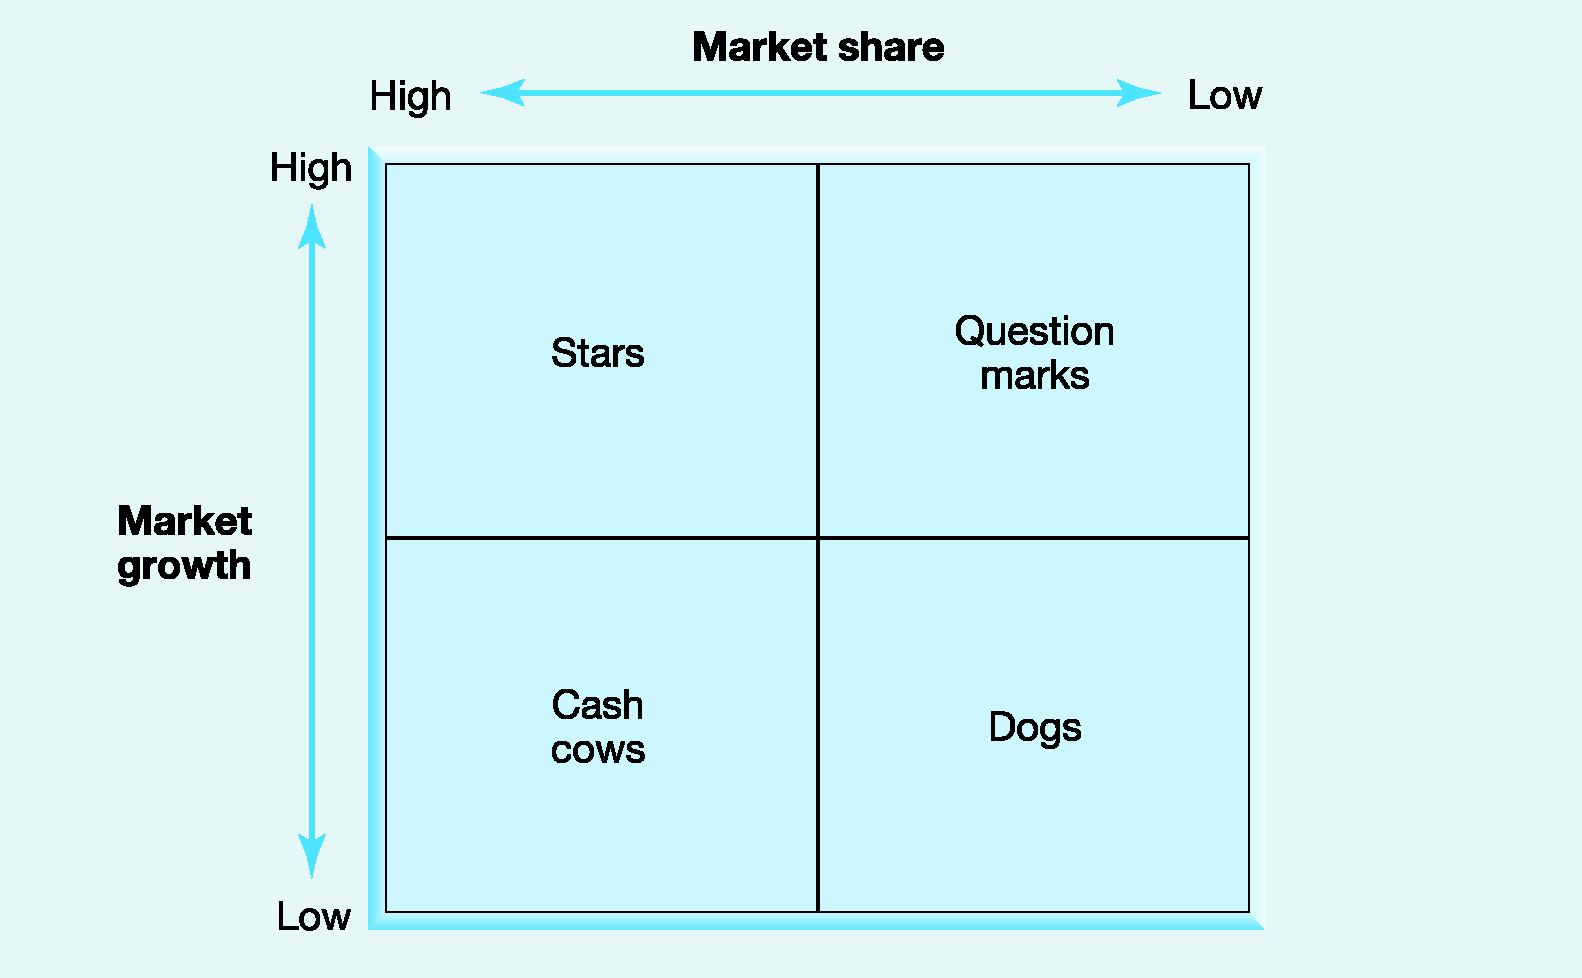 Market share
High
Low
High
Stars
Question
marks
Market
growth
Cash
cows
Dogs
Low